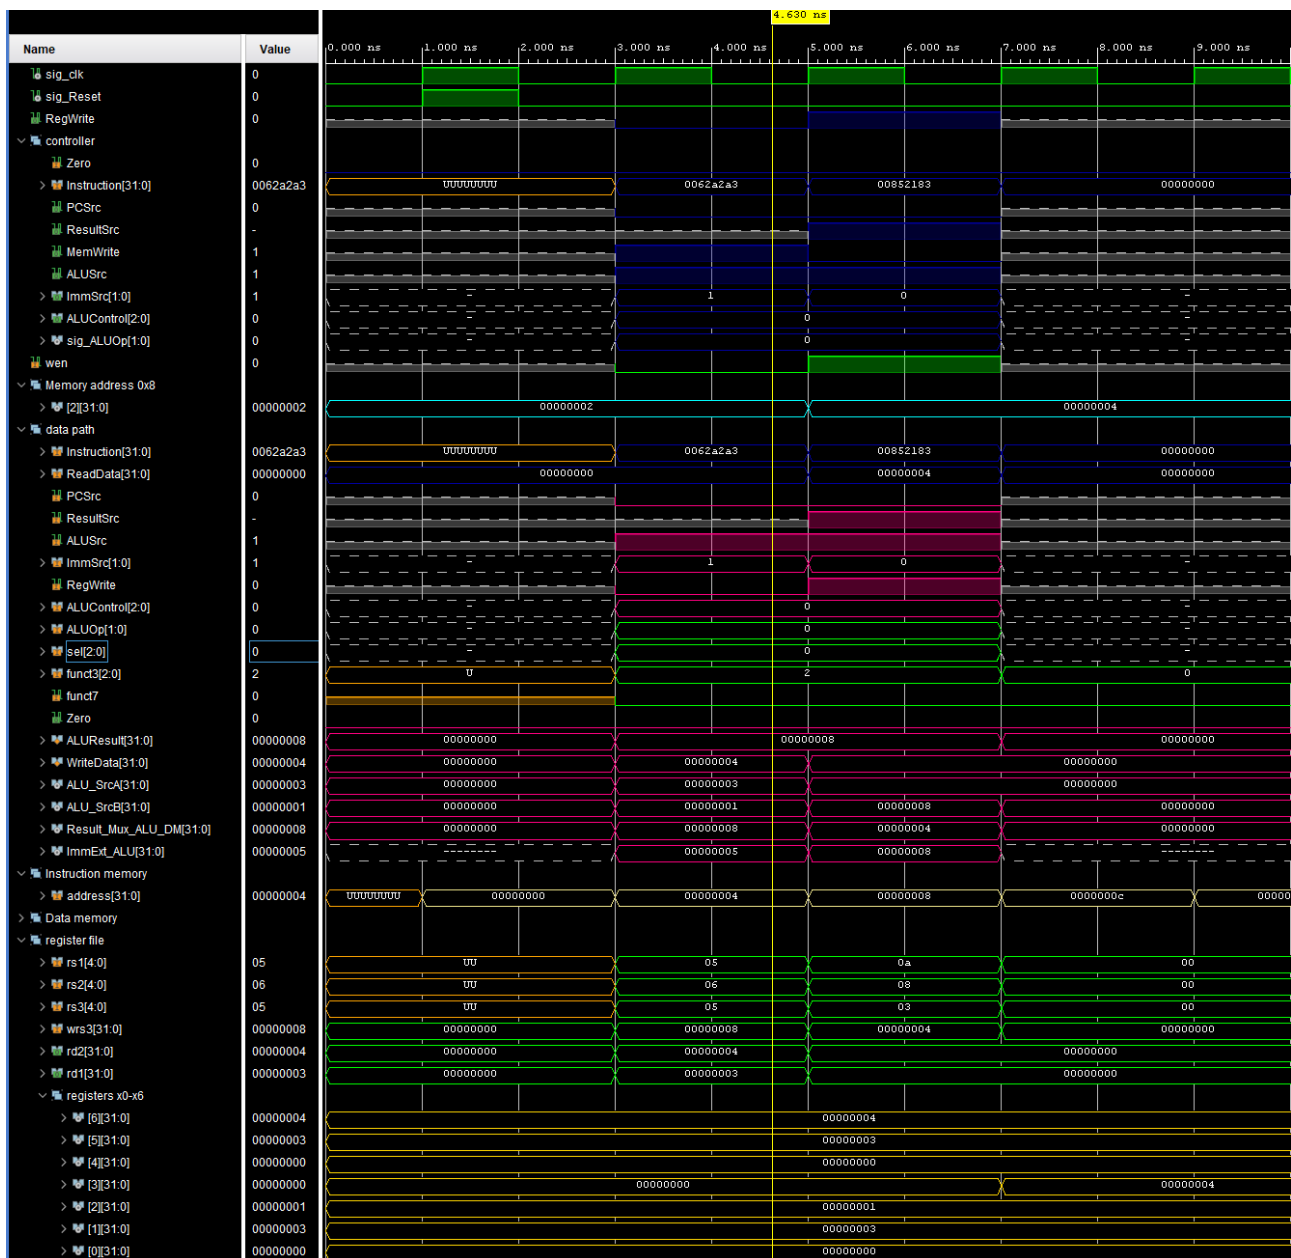 4.630 ns
Name Value 0.000 ns 1.000 ns 2.000 ns 3.000 ns 4.000 ns 5.000 ns 6.000 ns 7.000 ns 8.000 ns 9.000 ns
sig_clk 0
sig_Reset 0
RegWrite 0
controller
Zero 0
Instruction[31:0] 0062a2a3 UUUUUUUU 0062a2a3 00852183 00000000
PCSrc 0
ResultSrc -
MemWrite 1
ALUSrc 1
ImmSrc[1:0] 1 - 1 0 -
ALUControl[2:0] 0 - 0 -
sig_ALUOp[1:0] 0 - 0 -
wen 0
Memory address 0x8
[2][31:0] 00000002 00000002 00000004
data path
Instruction[31:0] 0062a2a3 UUUUUUUU 0062a2a3 00852183 00000000
ReadData[31:0] 00000000 00000000 00000004 00000000
PCSrc 0
ResultSrc -
ALUSrc 1
ImmSrc[1:0] 1 - 1 0 -
RegWrite 0
ALUControl[2:0] 0 - 0 -
ALUOp[1:0] 0 - 0 -
sel[2:0] 0 - 0 -
funct3[2:0] 2 U 2 0
funct7 0
Zero 0
ALUResult[31:0] 00000008 00000000 00000008 00000000
WriteData[31:0] 00000004 00000000 00000004 00000000
ALU_SrcA[31:0] 00000003 00000000 00000003 00000000
ALU_SrcB[31:0] 00000001 00000000 00000001 00000008 00000000
Result_Mux_ALU_DM[31:0] 00000008 00000000 00000008 00000004 00000000
ImmExt_ALU[31:0] 00000005 -------- 00000005 00000008 --------
Instruction memory
address[31:0] 00000004 UUUUUUUU 00000000 00000004 00000008 0000000c 00000
Data memory
register file
rs1[4:0] 05 UU 05 0a 00
rs2[4:0] 06 UU 06 08 00
rs3[4:0] 05 UU 05 03 00
wrs3[31:0] 00000008 00000000 00000008 00000004 00000000
rd2[31:0] 00000004 00000000 00000004 00000000
rd1[31:0] 00000003 00000000 00000003 00000000
registers x0-x6
[6][31:0] 00000004 00000004
[5][31:0] 00000003 00000003
[4][31:0] 00000000 00000000
[3][31:0] 00000000 00000000 00000004
[2][31:0] 00000001 00000001
[1][31:0] 00000003 00000003
[0][31:0] 00000000 00000000